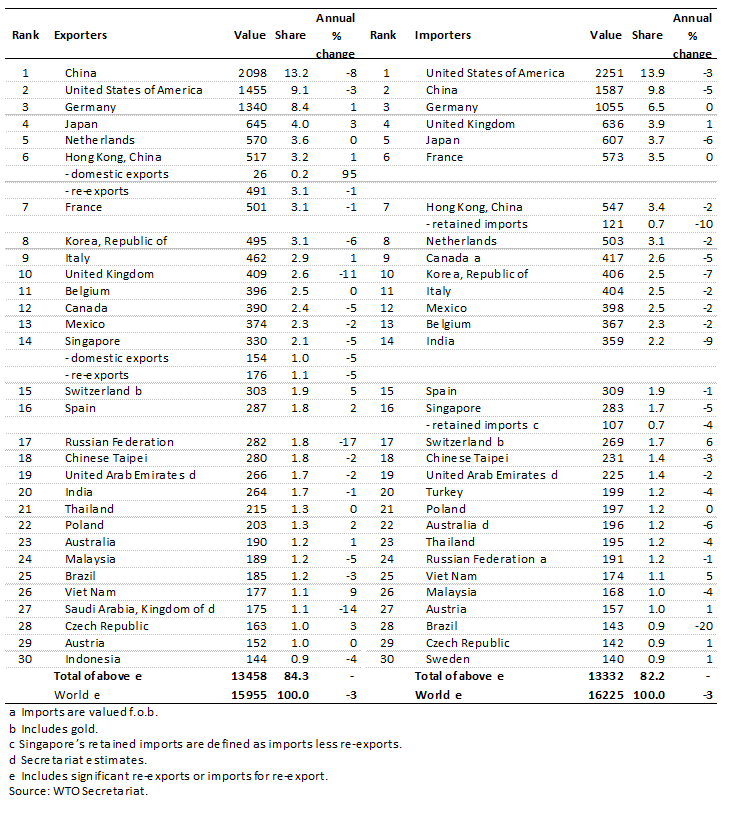 Annual Annual
Rank Exporters Value Share % Rank Importers Value Share %
change change
1 China 2098 13.2 -8 1 United States of America 2251 13.9 -3
2 United States of America 1455 9.1 -3 2 China 1587 9.8 -5
3 Germany 1340 8.4 1 3 Germany 1055 6.5 0
4 Japan 645 4.0 3 4 United Kingdom 636 3.9 1
5 Netherlands 570 3.6 0 5 Japan 607 3.7 -6
6 Hong Kong, China 517 3.2 1 6 France 573 3.5 0
- domestic exports 26 0.2 95
- re-exports 491 3.1 -1
7 France 501 3.1 -1 7 Hong Kong, China 547 3.4 -2
- retained imports 121 0.7 -10
8 Korea, Republic of 495 3.1 -6 8 Netherlands 503 3.1 -2
9 Italy 462 2.9 1 9 Canada a 417 2.6 -5
10 United Kingdom 409 2.6 -11 10 Korea, Republic of 406 2.5 -7
11 Belgium 396 2.5 0 11 Italy 404 2.5 -2
12 Canada 390 2.4 -5 12 Mexico 398 2.5 -2
13 Mexico 374 2.3 -2 13 Belgium 367 2.3 -2
14 Singapore 330 2.1 -5 14 India 359 2.2 -9
- domestic exports 154 1.0 -5
- re-exports 176 1.1 -5
15 Switzerland b 303 1.9 5 15 Spain 309 1.9 -1
16 Spain 287 1.8 2 16 Singapore 283 1.7 -5
- retained imports c 107 0.7 -4
17 Russian Federation 282 1.8 -17 17 Switzerland b 269 1.7 6
18 Chinese Taipei 280 1.8 -2 18 Chinese Taipei 231 1.4 -3
19 United Arab Emirates d 266 1.7 -2 19 United Arab Emirates d 225 1.4 -2
20 India 264 1.7 -1 20 Turkey 199 1.2 -4
21 Thailand 215 1.3 0 21 Poland 197 1.2 0
22 Poland 203 1.3 2 22 Australia d 196 1.2 -6
23 Australia 190 1.2 1 23 Thailand 195 1.2 -4
24 Malaysia 189 1.2 -5 24 Russian Federation a 191 1.2 -1
25 Brazil 185 1.2 -3 25 Viet Nam 174 1.1 5
26 Viet Nam 177 1.1 9 26 Malaysia 168 1.0 -4
27 Saudi Arabia, Kingdom of d 175 1.1 -14 27 Austria 157 1.0 1
28 Czech Republic 163 1.0 3 28 Brazil 143 0.9 -20
29 Austria 152 1.0 0 29 Czech Republic 142 0.9 1
30 Indonesia 144 0.9 -4 30 Sweden 140 0.9 1
Total of above e 13458 84.3 - Total of above e 13332 82.2 -
World e 15955 100.0 -3 World e 16225 100.0 -3
a Imports are valued f.o.b.
b Includes gold.
c Singapore's retained imports are defined as imports less re-exports.
d Secretariat estimates.
e Includes significant re-exports or imports for re-export.
Source: WTO Secretariat.